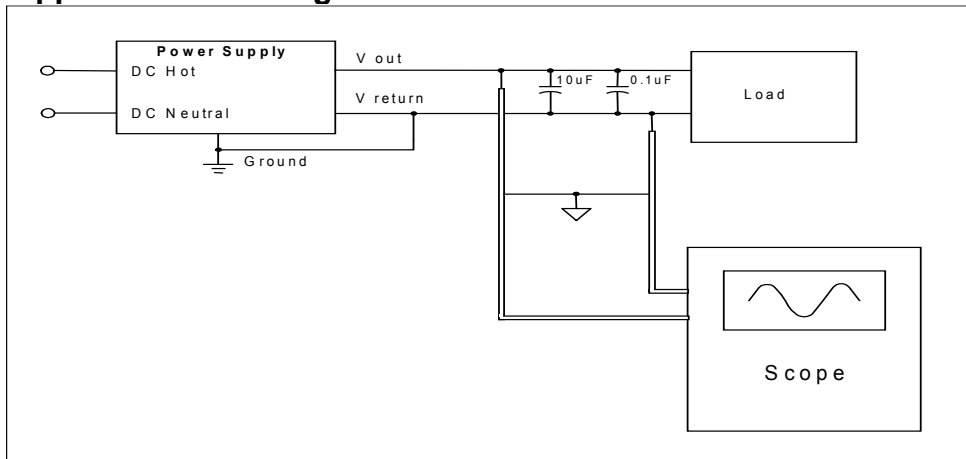 Power Supply
DC Hot
DC Neutral
V out
V return
Ground
10uF
0.1uF
Load
Scope